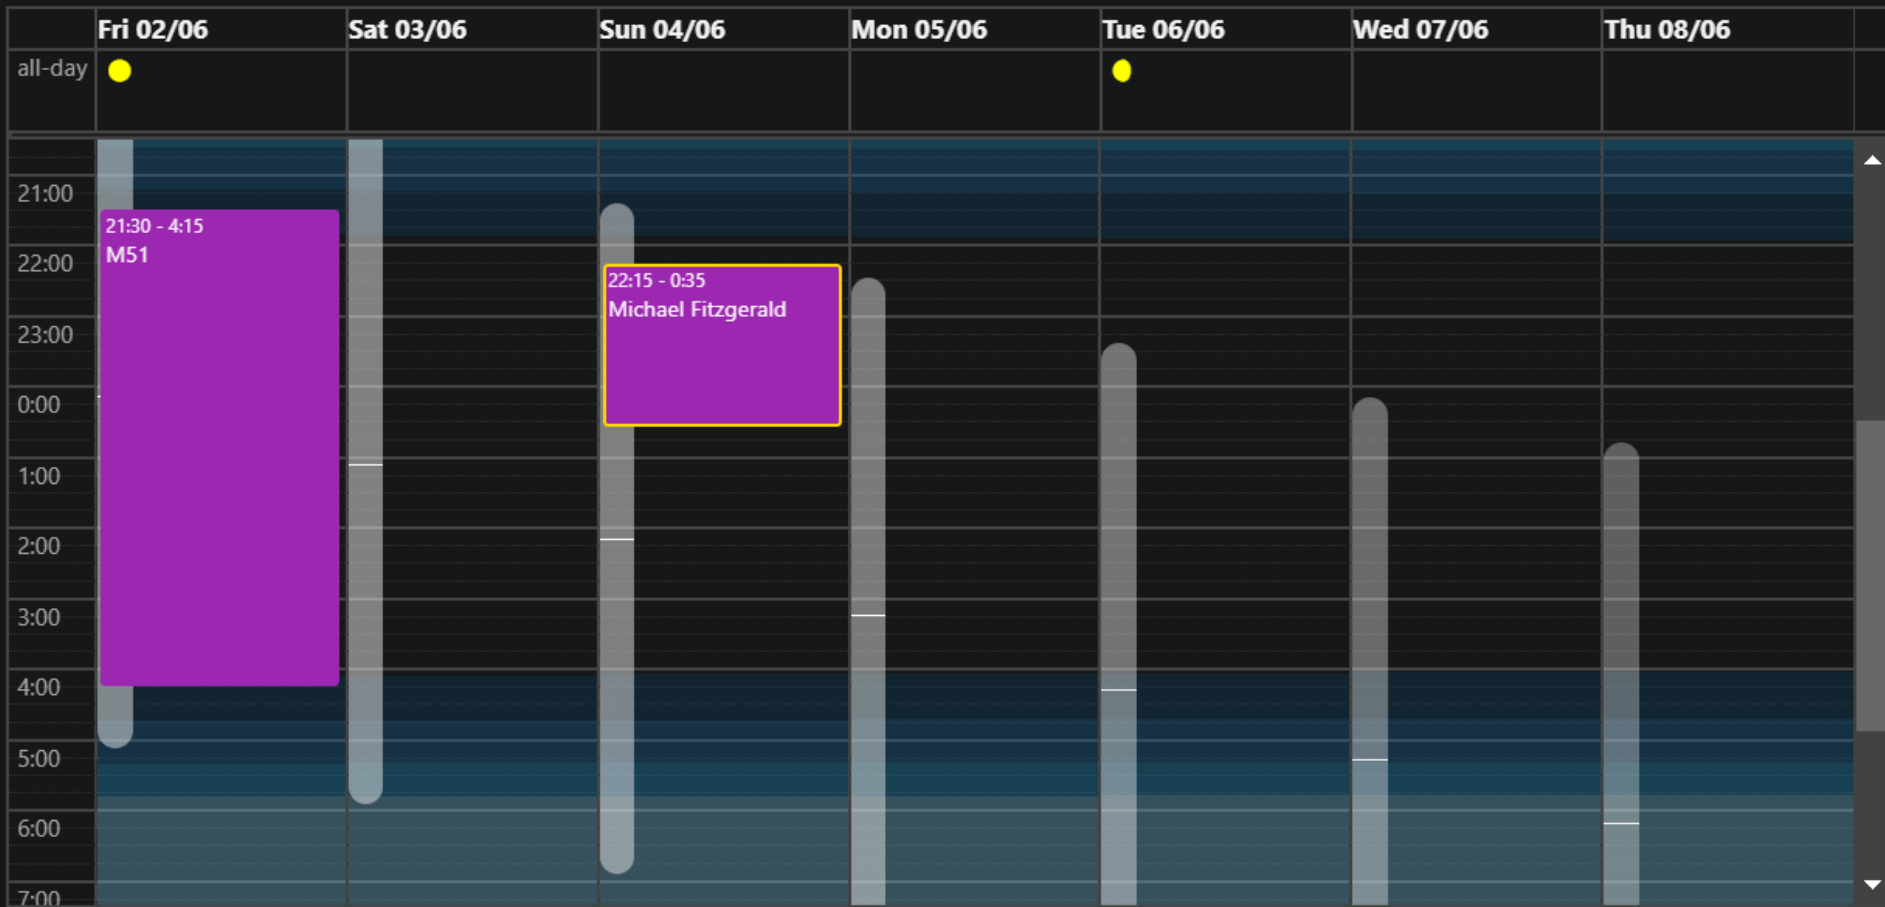 Fri 02/06
Sat 03/06
Sun 04/06
Mon 05/06
Tue 06/06
Wed 07/06
Thu 08/06
all-day
21:00
21:30 - 4:15
M51
22:00
22:15 - 0:35
Michael Fitzgerald
23:00
0:00
1:00
2:00
3:00
4:00
5:00
6:00
7:00